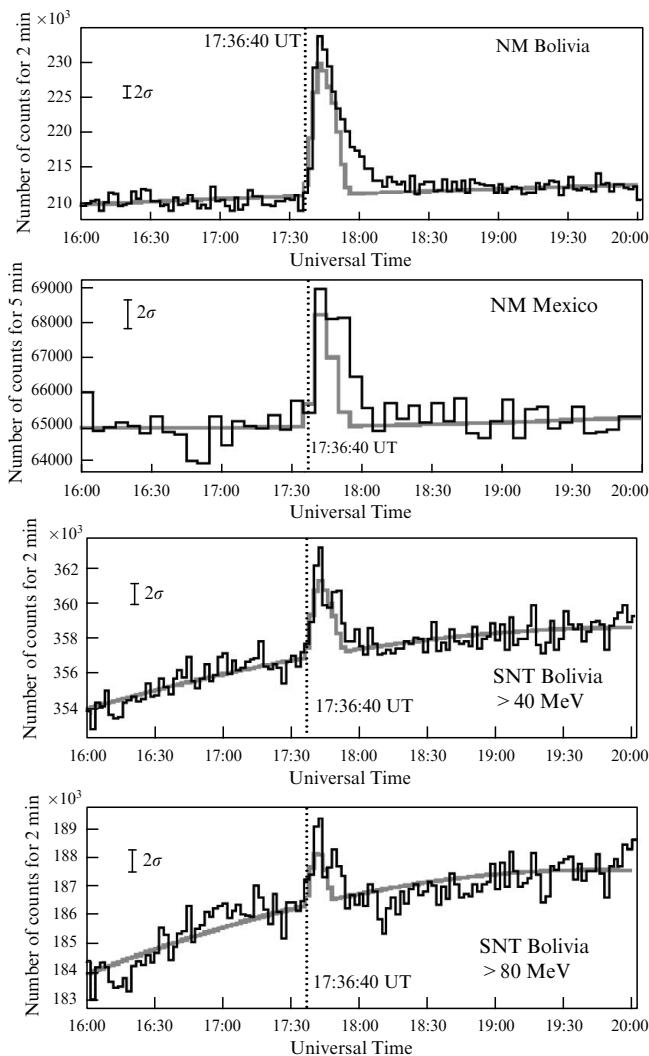 ×10³
Number of counts for 2 min
235
230
225
220
215
210
17:36:40 UT
NM Bolivia
2σ
16:00 16:30 17:00 17:30 18:00 18:30 19:00 19:30 20:00
Universal Time
Number of counts for 5 min
69000
68000
67000
66000
65000
64000
NM Mexico
2σ
17:36:40 UT
16:00 16:30 17:00 17:30 18:00 18:30 19:00 19:30 20:00
Universal Time
×10³
Number of counts for 2 min
362
360
358
356
354
2σ
17:36:40 UT
SNT Bolivia
> 40 MeV
16:00 16:30 17:00 17:30 18:00 18:30 19:00 19:30 20:00
Universal Time
×10³
Number of counts for 2 min
189
188
187
186
185
184
183
2σ
17:36:40 UT
SNT Bolivia
> 80 MeV
16:00 16:30 17:00 17:30 18:00 18:30 19:00 19:30 20:00
Universal Time